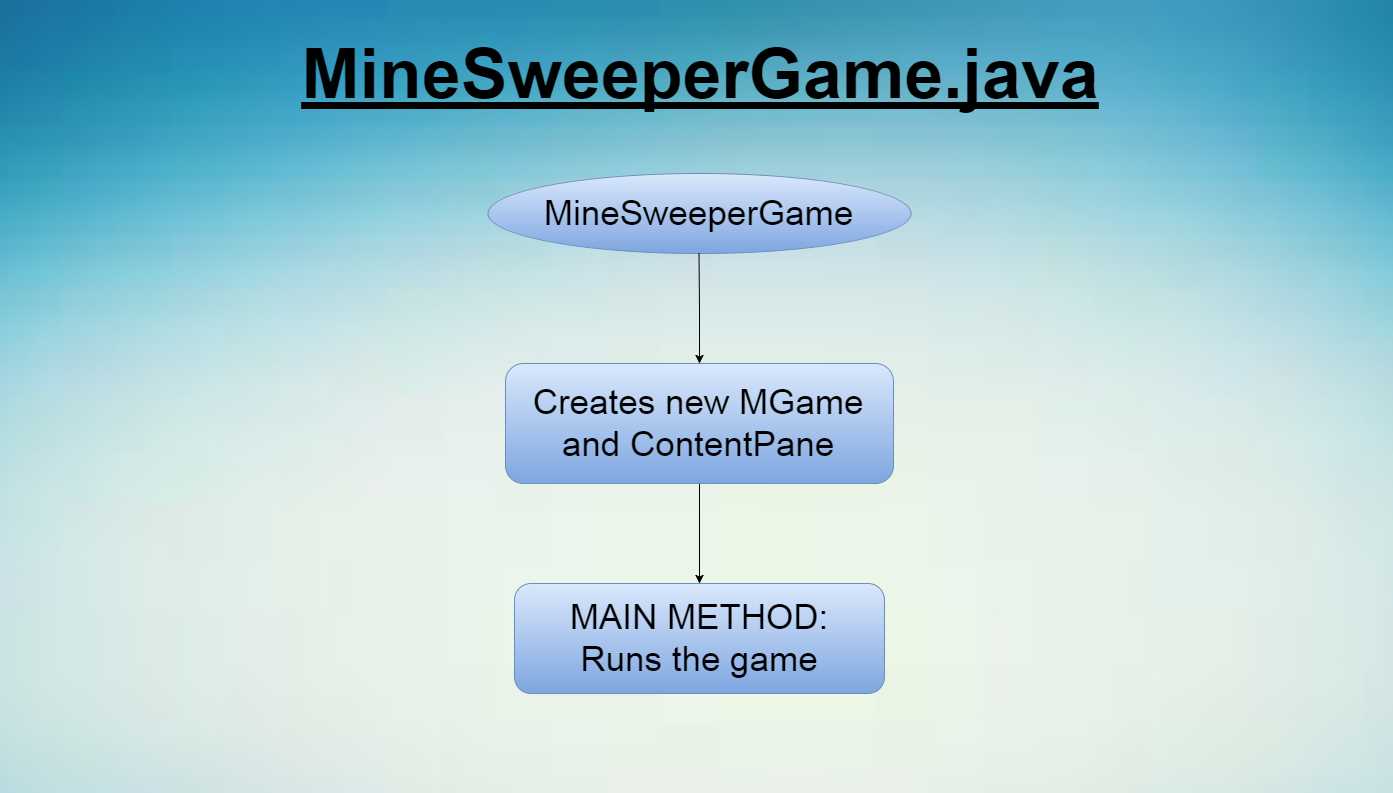 MineSweeperGame.java
MineSweeperGame
Creates new MGame
and ContentPane
MAIN METHOD:
Runs the game